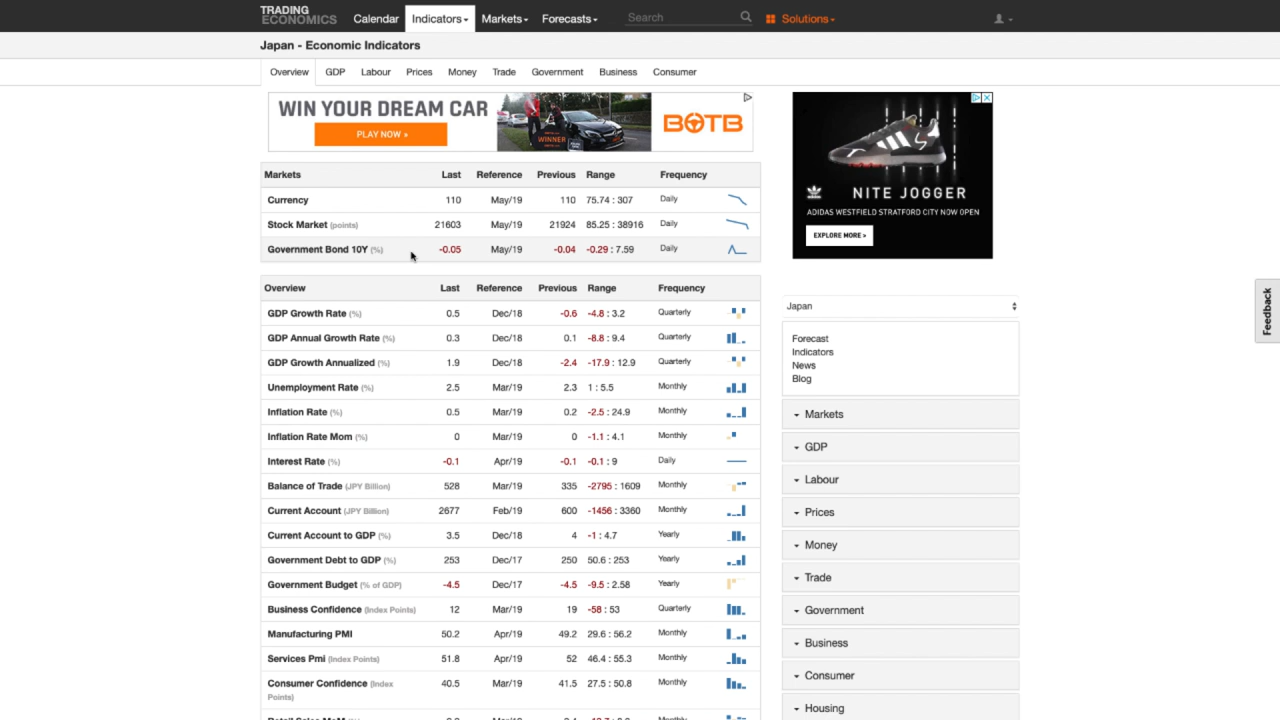 TRADING ECONOMICS
Calendar Indicators Markets Forecasts Search Solutions
Japan - Economic Indicators
Overview GDP Labour Prices Money Trade Government Business Consumer
WIN YOUR DREAM CAR
PLAY NOW »
WINNER
BOTB
NITE JOGGER
ADIDAS WESTFIELD STRATFORD CITY NOW OPEN
EXPLORE MORE »
Markets Last Reference Previous Range Frequency
Currency 110 May/19 110 75.74 : 307 Daily
Stock Market (points) 21603 May/19 21924 85.25 : 38916 Daily
Government Bond 10Y (%) -0.05 May/19 -0.04 -0.29 : 7.59 Daily
Overview Last Reference Previous Range Frequency
GDP Growth Rate (%) 0.5 Dec/18 -0.6 -4.8 : 3.2 Quarterly
GDP Annual Growth Rate (%) 0.3 Dec/18 0.1 -8.8 : 9.4 Quarterly
GDP Growth Annualized (%) 1.9 Dec/18 -2.4 -17.9 : 12.9 Quarterly
Unemployment Rate (%) 2.5 Mar/19 2.3 1 : 5.5 Monthly
Inflation Rate (%) 0.5 Mar/19 0.2 -2.5 : 24.9 Monthly
Inflation Rate Mom (%) 0 Mar/19 0 -1.1 : 4.1 Monthly
Interest Rate (%) -0.1 Apr/19 -0.1 -0.1 : 9 Daily
Balance of Trade (JPY Billion) 528 Mar/19 335 -2795 : 1609 Monthly
Current Account (JPY Billion) 2677 Feb/19 600 -1456 : 3360 Monthly
Current Account to GDP (%) 3.5 Dec/18 4 -1 : 4.7 Yearly
Government Debt to GDP (%) 253 Dec/17 250 50.6 : 253 Yearly
Government Budget (% of GDP) -4.5 Dec/17 -4.5 -9.5 : 2.58 Yearly
Business Confidence (Index Points) 12 Mar/19 19 -58 : 53 Quarterly
Manufacturing PMI 50.2 Apr/19 49.2 29.6 : 56.2 Monthly
Services Pmi (Index Points) 51.8 Apr/19 52 46.4 : 55.3 Monthly
Consumer Confidence (Index Points) 40.5 Mar/19 41.5 27.5 : 50.8 Monthly
Japan
Forecast
Indicators
News
Blog
Markets
GDP
Labour
Prices
Money
Trade
Government
Business
Consumer
Housing
Feedback